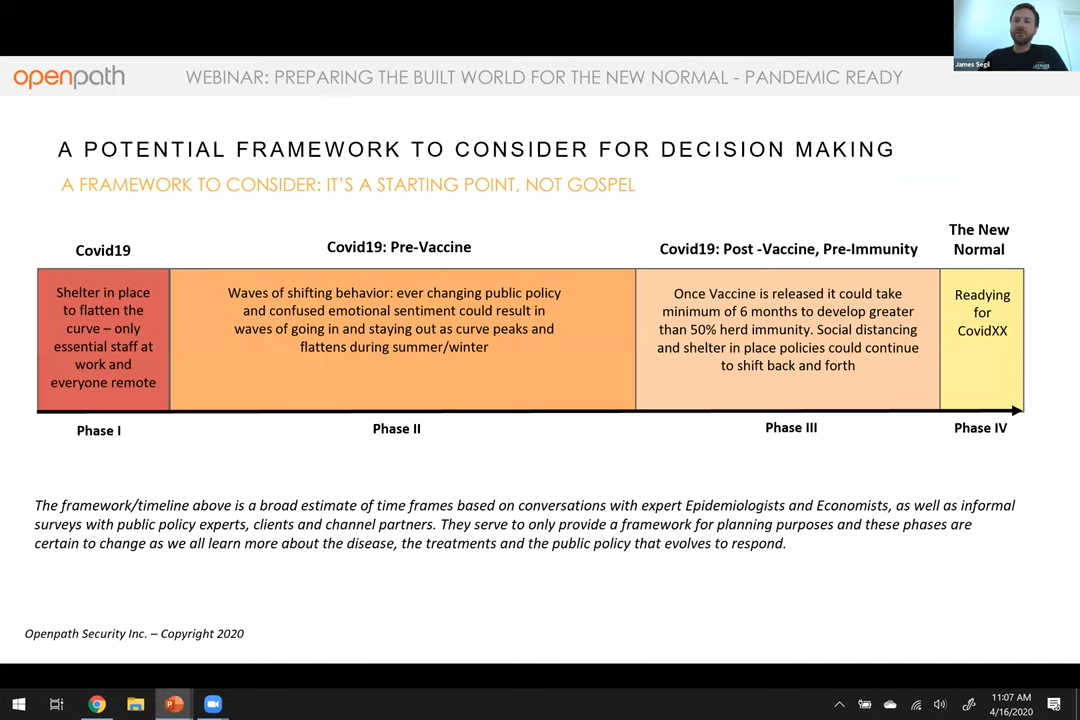 James Segil
openpath
WEBINAR: PREPARING THE BUILT WORLD FOR THE NEW NORMAL - PANDEMIC READY
A POTENTIAL FRAMEWORK TO CONSIDER FOR DECISION MAKING
A FRAMEWORK TO CONSIDER: IT'S A STARTING POINT, NOT GOSPEL
Covid19
Shelter in place
to flatten the
curve – only
essential staff at
work and
everyone remote
Phase I
Covid19: Pre-Vaccine
Waves of shifting behavior: ever changing public policy
and confused emotional sentiment could result in
waves of going in and staying out as curve peaks and
flattens during summer/winter
Phase II
Covid19: Post -Vaccine, Pre-Immunity
Once Vaccine is released it could take
minimum of 6 months to develop greater
than 50% herd immunity. Social distancing
and shelter in place policies could continue
to shift back and forth
Phase III
The New
Normal
Readying
for
CovidXX
Phase IV
The framework/timeline above is a broad estimate of time frames based on conversations with expert Epidemiologists and Economists, as well as informal
surveys with public policy experts, clients and channel partners. They serve to only provide a framework for planning purposes and these phases are
certain to change as we all learn more about the disease, the treatments and the public policy that evolves to respond.
Openpath Security Inc. – Copyright 2020
11:07 AM
4/16/2020